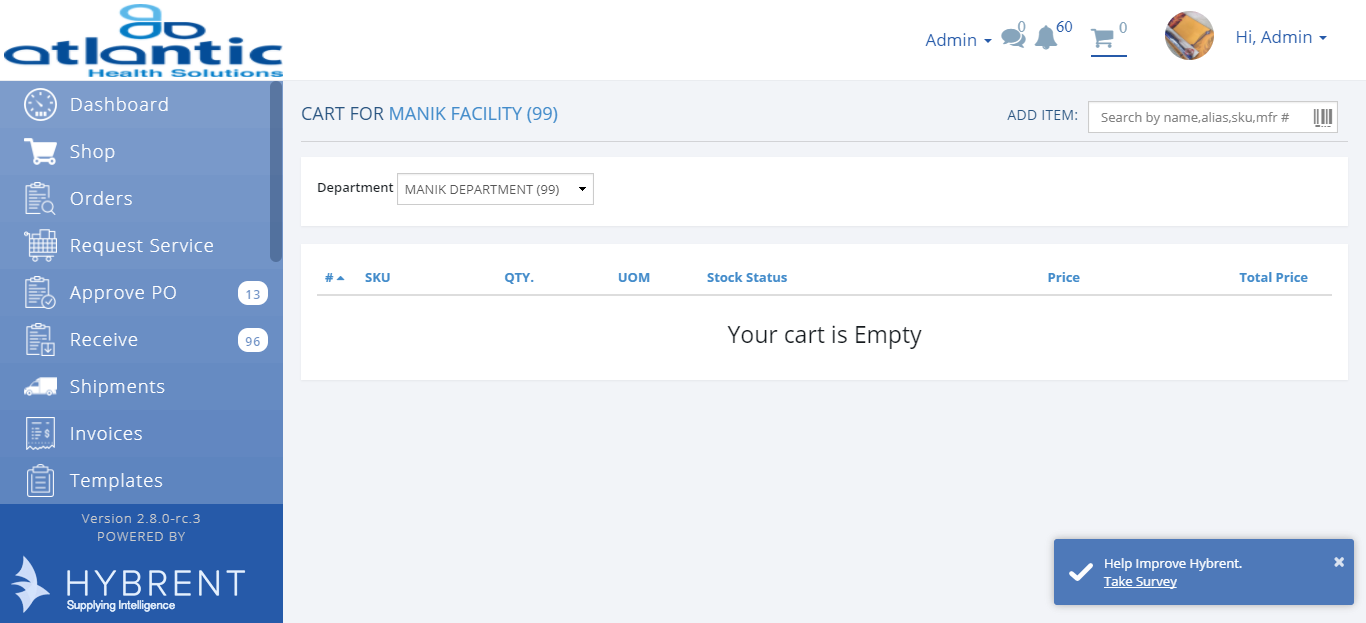 atlantic
Health Solutions
Admin
0
60
0
Hi, Admin
Dashboard
Shop
Orders
Request Service
Approve PO 13
Receive 96
Shipments
Invoices
Templates
Version 2.8.0-rc.3
POWERED BY
HYBRENT
Supplying Intelligence
CART FOR MANIK FACILITY (99)
ADD ITEM: Search by name,alias,sku,mfr #
Department MANIK DEPARTMENT (99)
# SKU QTY. UOM Stock Status Price Total Price
Your cart is Empty
Help Improve Hybrent.
Take Survey